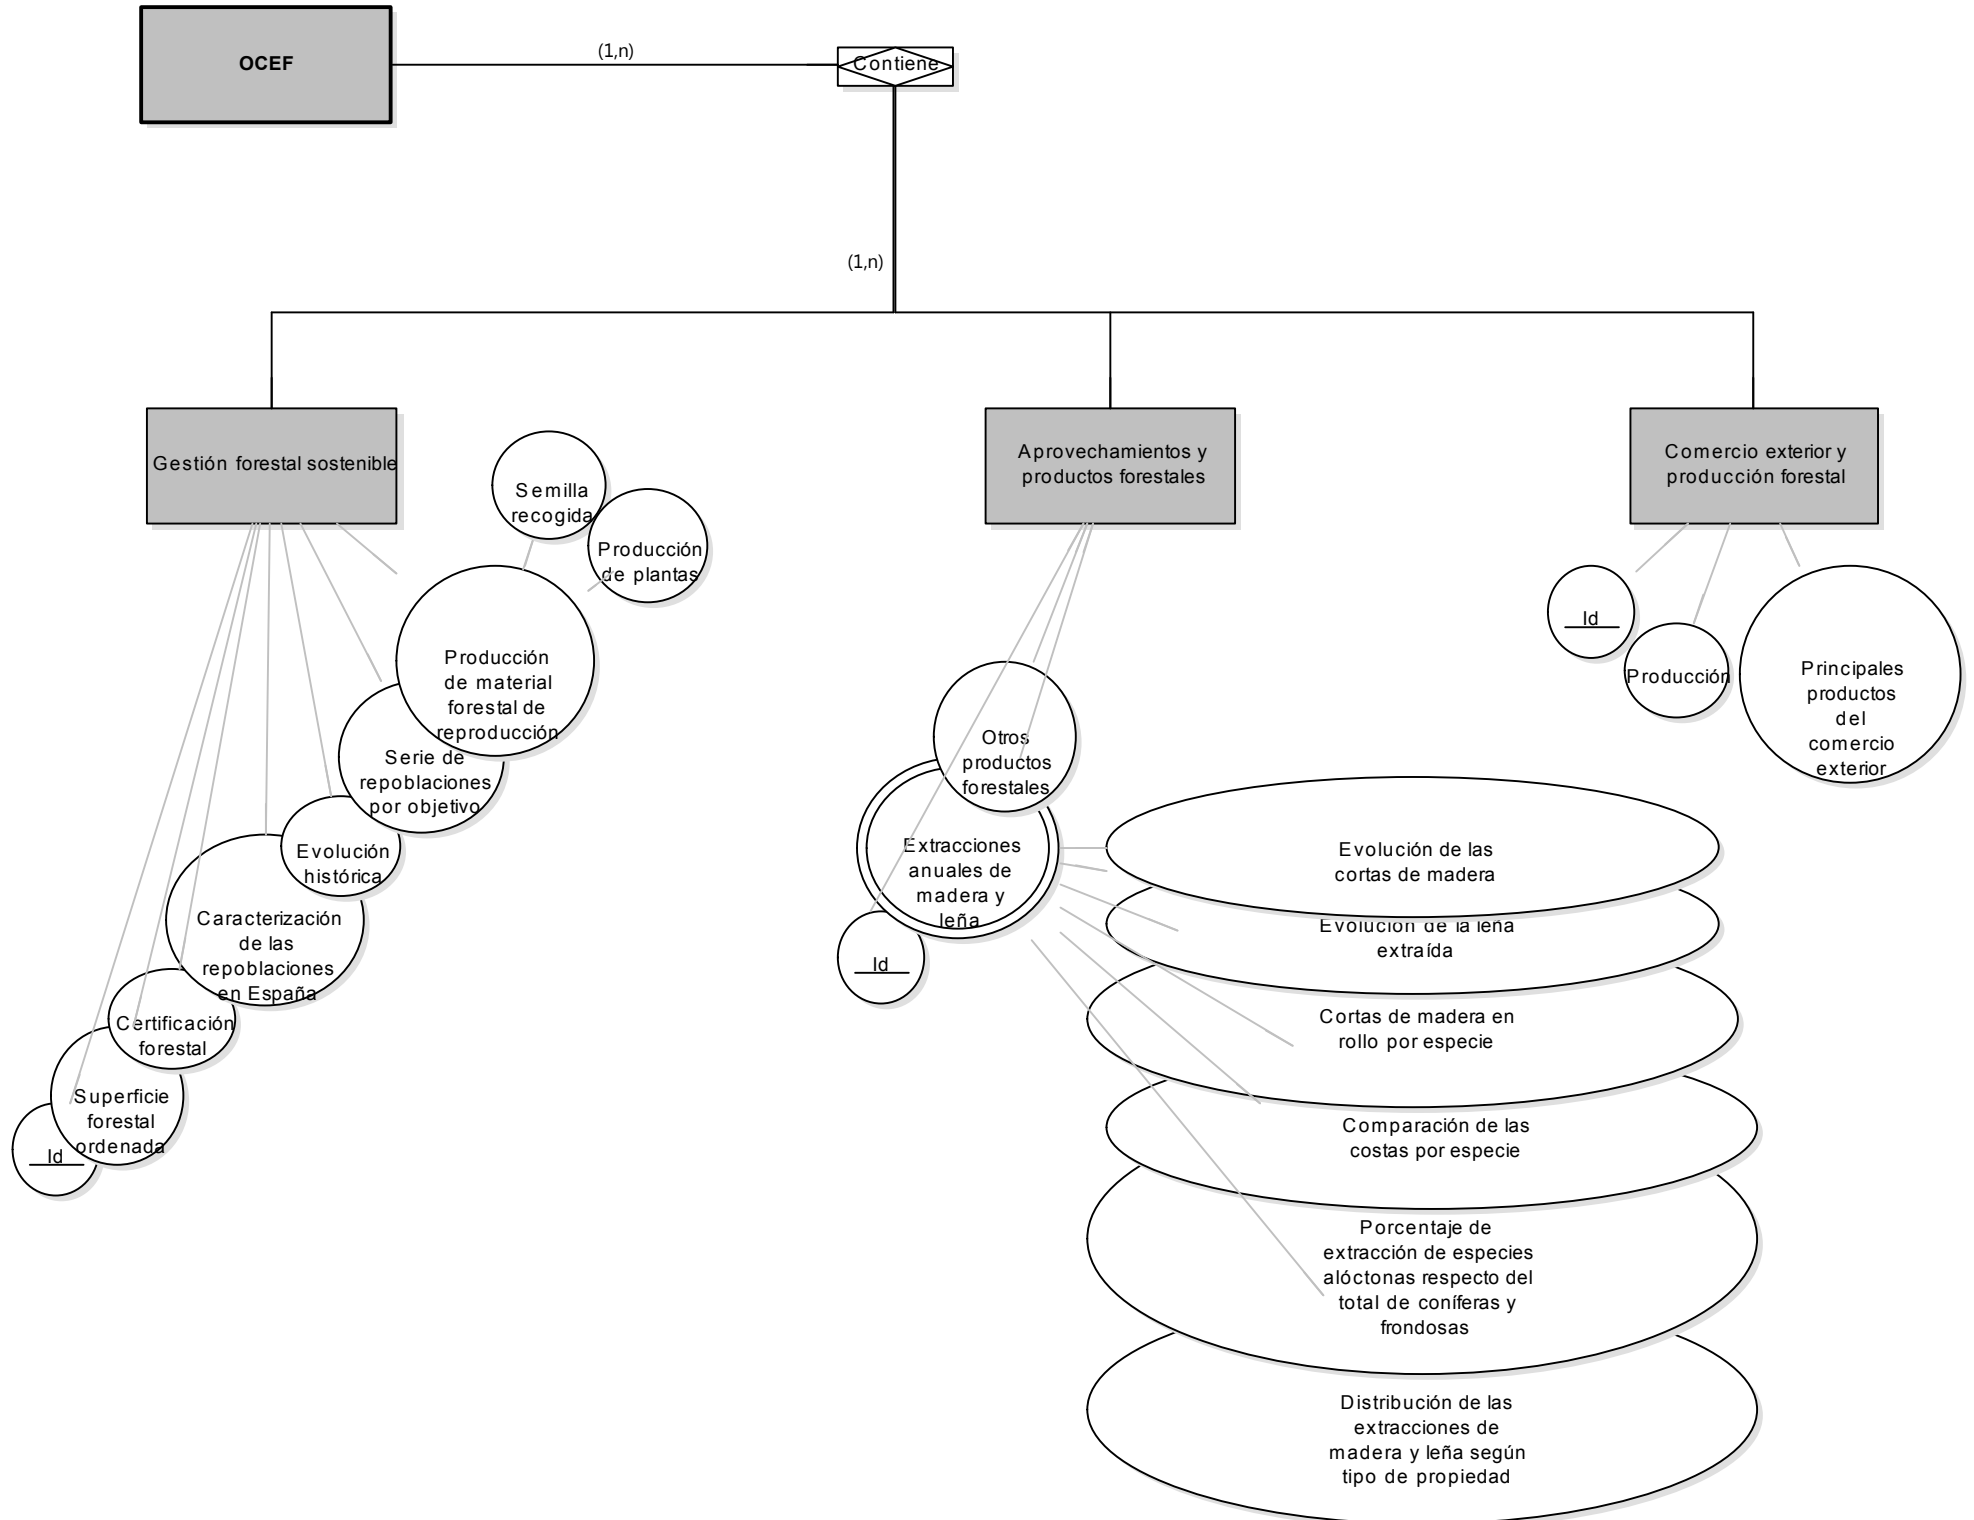 OCEF
(1,n)
Contiene
(1,n)
Gestión forestal sostenible
Aprovechamientos y
productos forestales
Comercio exterior y
producción forestal
Semilla
recogida
Producción
de plantas
Producción
de material
forestal de
reproducción
Serie de
repoblaciones
por objetivo
Evolución
histórica
Caracterización
de las
repoblaciones
en España
Certificación
forestal
Superficie
forestal
ordenada
Id
Otros
productos
forestales
Extracciones
anuales de
madera y
leña
Id
Evolución de las
cortas de madera
Evolución de la leña
extraída
Cortas de madera en
rollo por especie
Comparación de las
costas por especie
Porcentaje de
extracción de especies
alóctonas respecto del
total de coníferas y
frondosas
Distribución de las
extracciones de
madera y leña según
tipo de propiedad
Id
Producción
Principales
productos
del
comercio
exterior